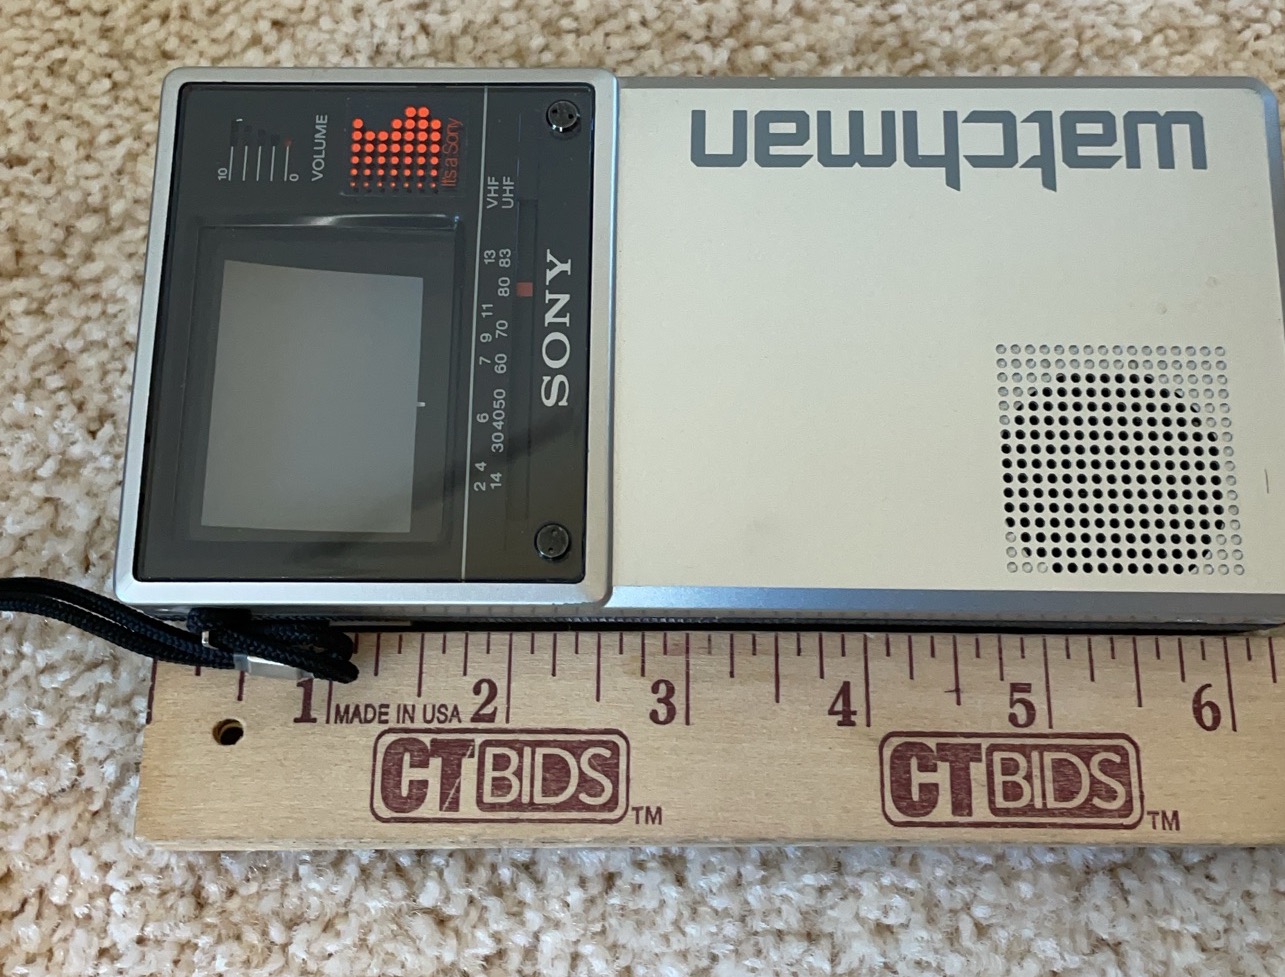 watchman
VOLUME
10
0
It's a Sony
VHF
UHF
2 4 6 7 9 11 13
14 30 40 50 60 70 80 83
SONY
1 2 3 4 5 6
MADE IN USA
CTBIDS TM
CTBIDS TM